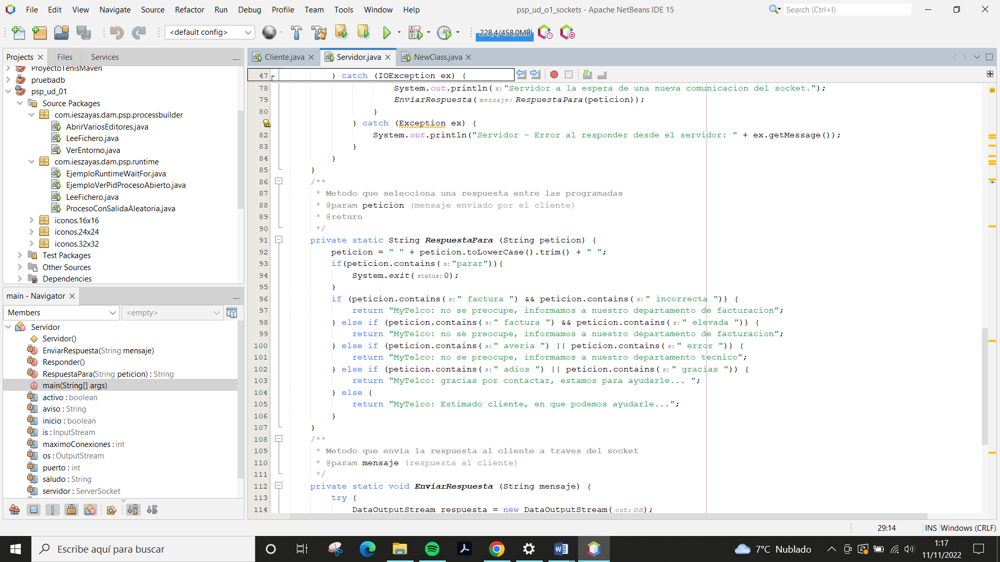 File Edit View Navigate Source Refactor Run Debug Profile Team Tools Window Help
psp_ud_o1_sockets - Apache NetBeans IDE 15
Search (Ctrl+I)
<default config>
228,4/458,0MB
Projects Files Services
ProyectoTenisMaven
pruebadb
psp_ud_01
Source Packages
com.ieszayas.dam.psp.processbuilder
AbrirVariosEditores.java
LeeFichero.java
VerEntorno.java
com.ieszayas.dam.psp.runtime
EjemploRuntimeWaitFor.java
EjemploVerPidProcesoAbierto.java
LeeFichero.java
ProcesoConSalidaAleatoria.java
iconos.16x16
iconos.24x24
iconos.32x32
Test Packages
Other Sources
Dependencies
main - Navigator
Members <empty>
Servidor
Servidor()
EnviarRespuesta(String mensaje)
Responder()
RespuestaPara(String peticion) : String
main(String[] args)
activo : boolean
aviso : String
inicio : boolean
is : InputStream
maximoConexiones : int
os : OutputStream
puerto : int
saludo : String
servidor : ServerSocket
Cliente.java Servidor.java NewClass.java
47 } catch (IOException ex) {
78 System.out.println(x:"Servidor a la espera de una nueva comunicacion del socket.");
79 EnviarRespuesta(mensaje:RespuestaPara(peticion));
80 }
} catch (Exception ex) {
82 System.out.println("Servidor - Error al responder desde el servidor: " + ex.getMessage());
83 }
84 }
85 }
86 /**
87 * Metodo que selecciona una respuesta entre las programadas
88 * @param peticion (mensaje enviado por el cliente)
89 * @return
90 */
91 private static String RespuestaPara (String peticion) {
92 peticion = " " + peticion.toLowerCase().trim() + " ";
93 if(peticion.contains(s:"parar")){
94 System.exit(status:0);
95 }
96 if (peticion.contains(s:" factura ") && peticion.contains(s:" incorrecta ")) {
97 return "MyTelco: no se preocupe, informamos a nuestro departamento de facturacion";
98 } else if (peticion.contains(s:" factura ") && peticion.contains(s:" elevada ")) {
99 return "MyTelco: no se preocupe, informamos a nuestro departamento de facturacion";
100 } else if (peticion.contains(s:" averia ") || peticion.contains(s:" error ")) {
101 return "MyTelco: no se preocupe, informamos a nuestro departamento tecnico";
102 } else if (peticion.contains(s:" adios ") || peticion.contains(s:" gracias ")) {
103 return "MyTelco: gracias por contactar, estamos para ayudarle... ";
104 } else {
105 return "MyTelco: Estimado cliente, en que podemos ayudarle...";
106 }
107 }
108 /**
109 * Metodo que envia la respuesta al cliente a traves del socket
110 * @param mensaje (respuesta al cliente)
111 */
112 private static void EnviarRespuesta (String mensaje) {
113 try {
114 DataOutputStream respuesta = new DataOutputStream(out:os);
29:14 INS Windows (CRLF)
Escribe aquí para buscar
7°C Nublado
1:17
11/11/2022